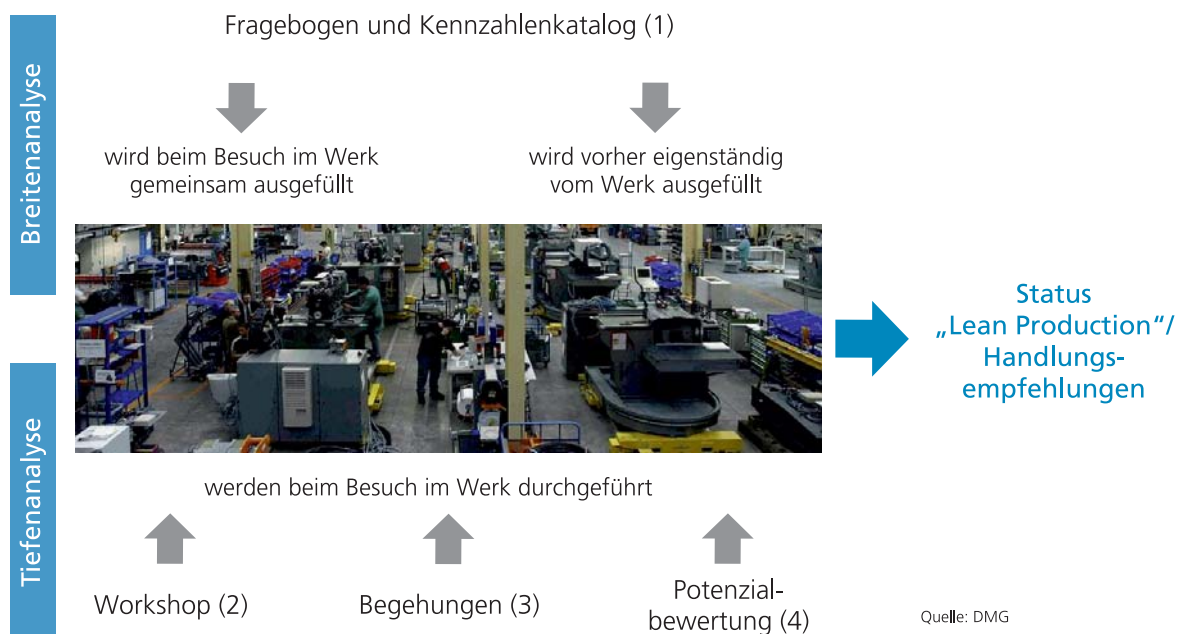 Breitenanalyse
Fragebogen und Kennzahlenkatalog (1)
wird beim Besuch im Werk
gemeinsam ausgefüllt
wird vorher eigenständig
vom Werk ausgefüllt
Status
„Lean Production“/
Handlungs-
empfehlungen
Tiefenanalyse
werden beim Besuch im Werk durchgeführt
Workshop (2)
Begehungen (3)
Potenzial-
bewertung (4)
Quelle: DMG